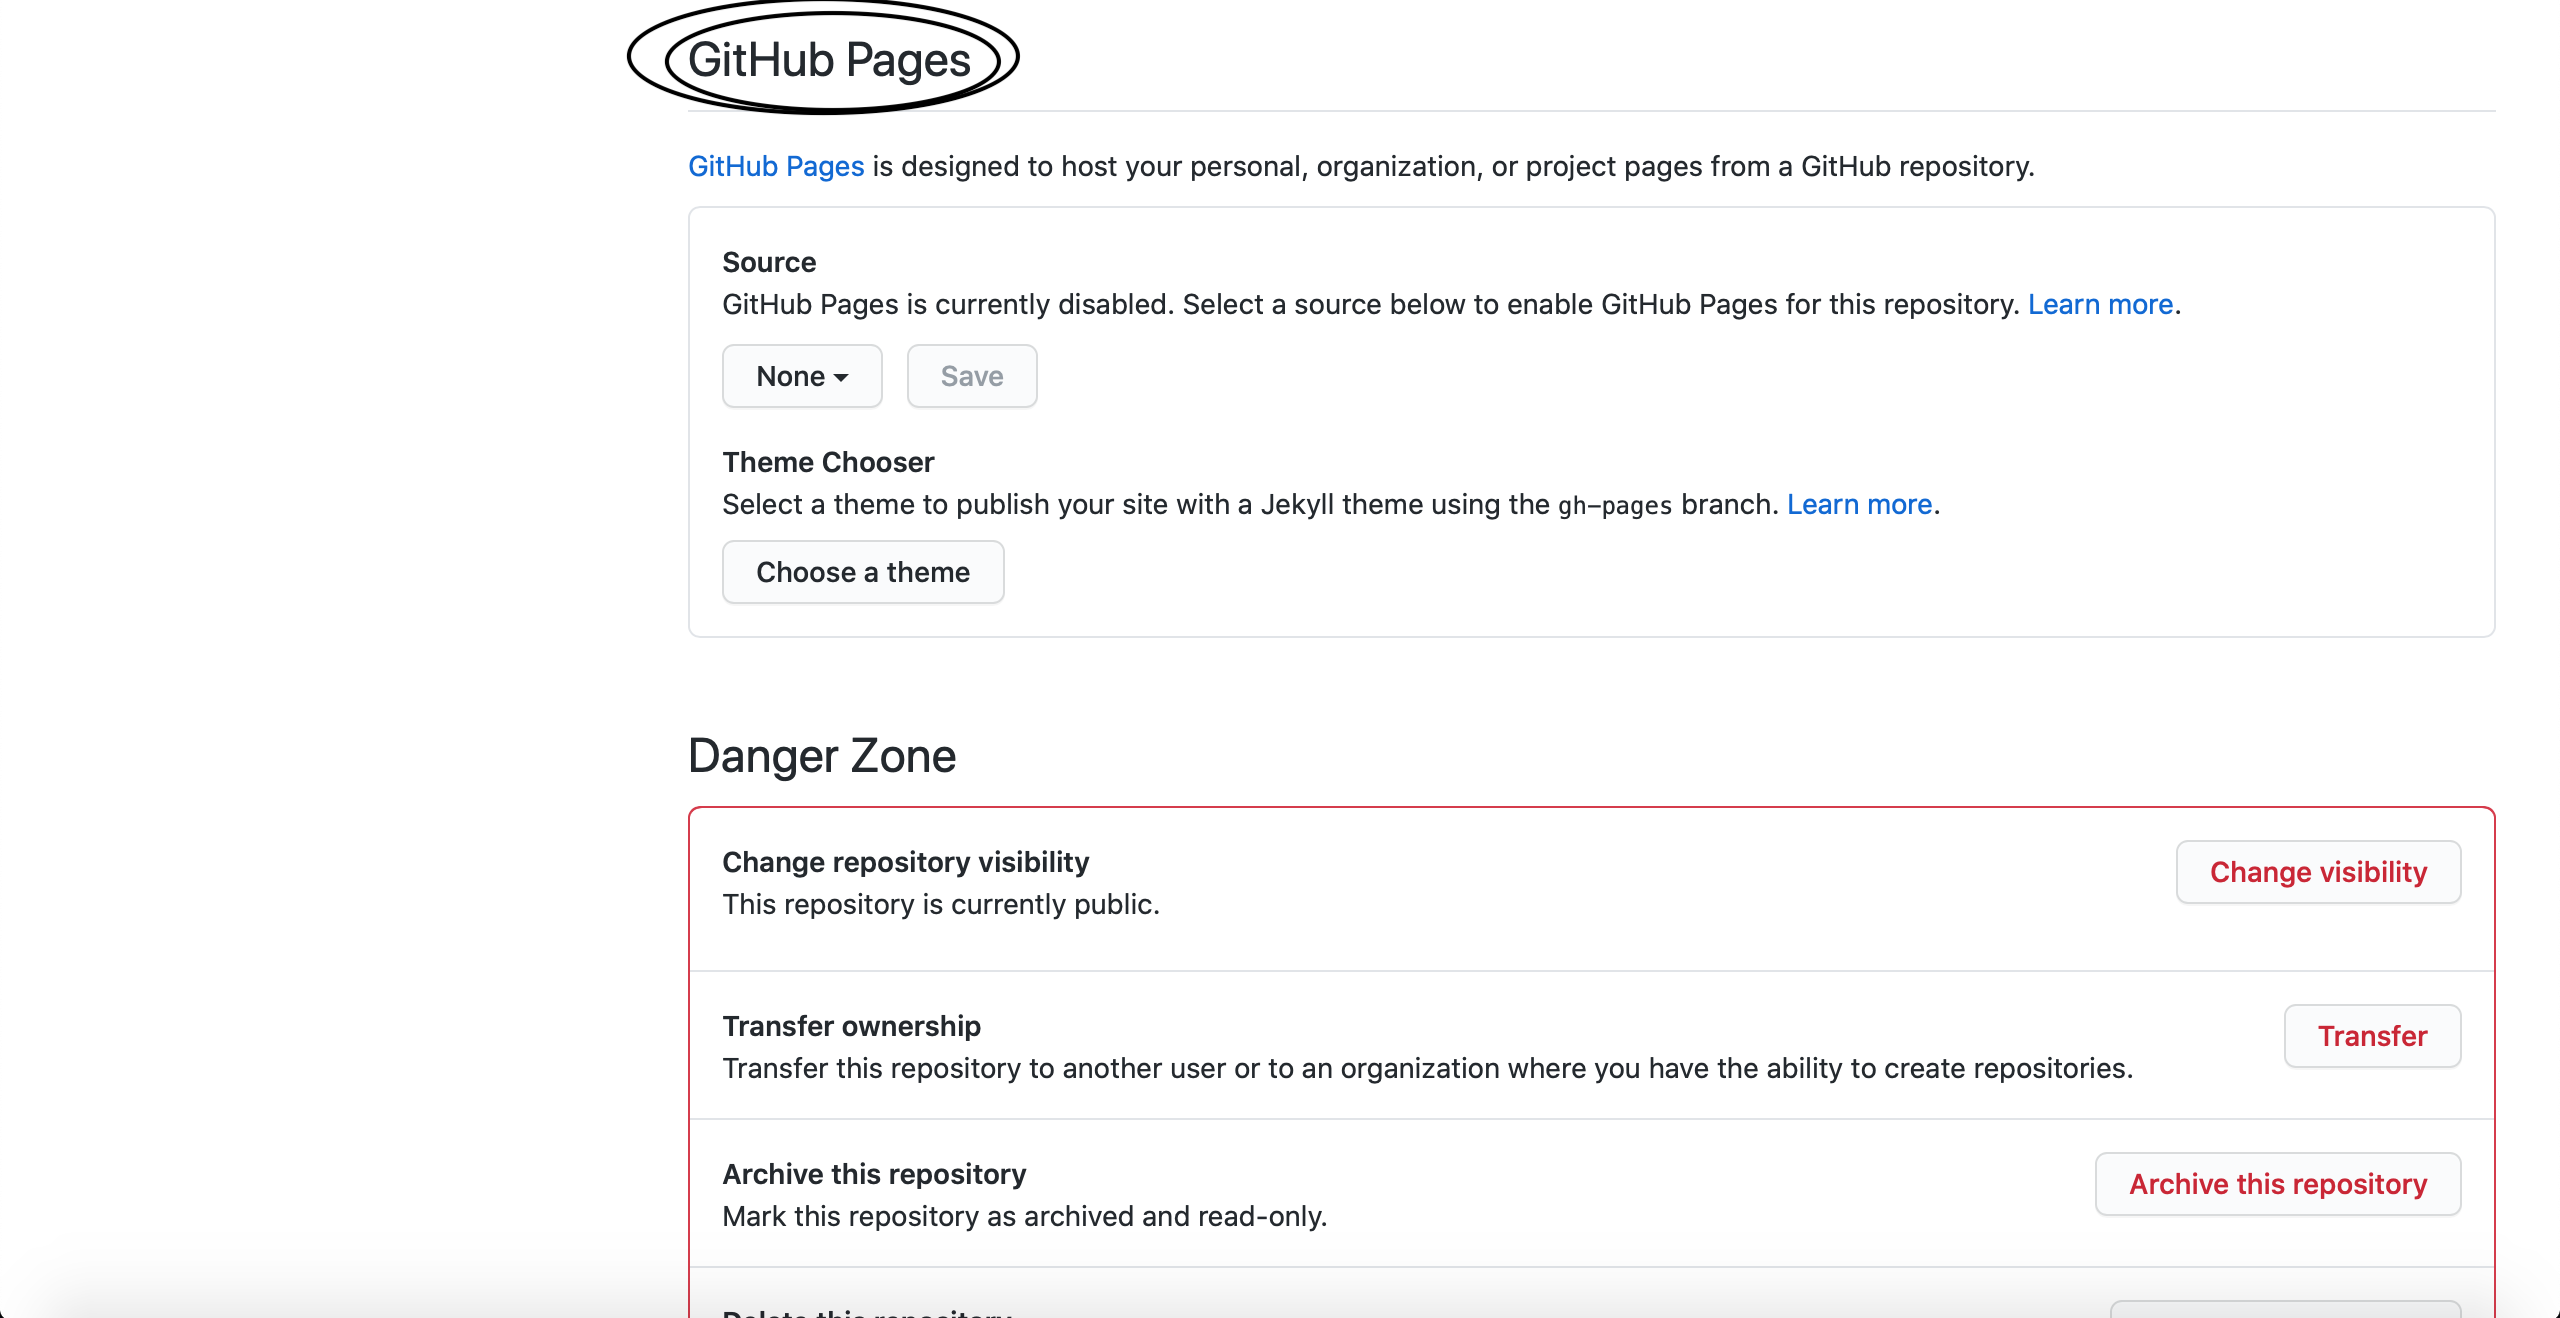 GitHub Pages
GitHub Pages is designed to host your personal, organization, or project pages from a GitHub repository.
Source
GitHub Pages is currently disabled. Select a source below to enable GitHub Pages for this repository. Learn more.
None Save
Theme Chooser
Select a theme to publish your site with a Jekyll theme using the gh-pages branch. Learn more.
Choose a theme
Danger Zone
Change repository visibility
This repository is currently public.
Change visibility
Transfer ownership
Transfer this repository to another user or to an organization where you have the ability to create repositories.
Transfer
Archive this repository
Mark this repository as archived and read-only.
Archive this repository
Delete this repository